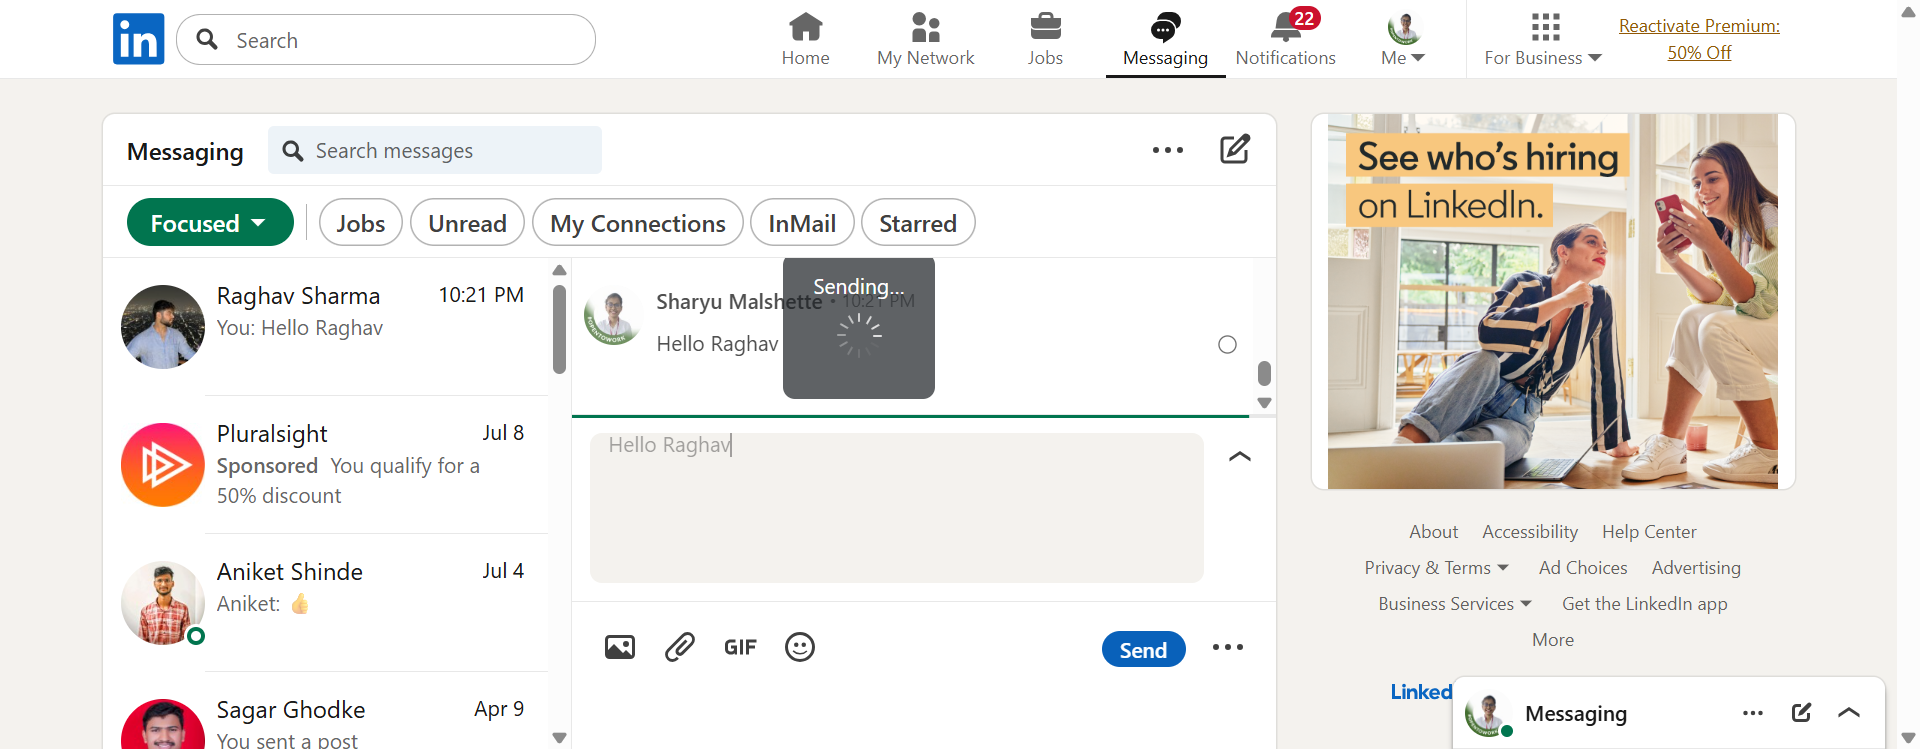 in
Search
Home
My Network
Jobs
Messaging
22
Notifications
Me
For Business
Reactivate Premium:
50% Off
Messaging
Search messages
Focused
Jobs
Unread
My Connections
InMail
Starred
Raghav Sharma
10:21 PM
You: Hello Raghav
Pluralsight
Jul 8
Sponsored You qualify for a
50% discount
Aniket Shinde
Jul 4
Aniket: 👍
Sagar Ghodke
Apr 9
You sent a post
Sending...
Sharyu Malshette • 10:21 PM
Hello Raghav
#OPENTOWORK
Hello Raghav
GIF
Send
See who's hiring
on LinkedIn.
About Accessibility Help Center
Privacy & Terms Ad Choices Advertising
Business Services Get the LinkedIn app
More
Linked
Messaging